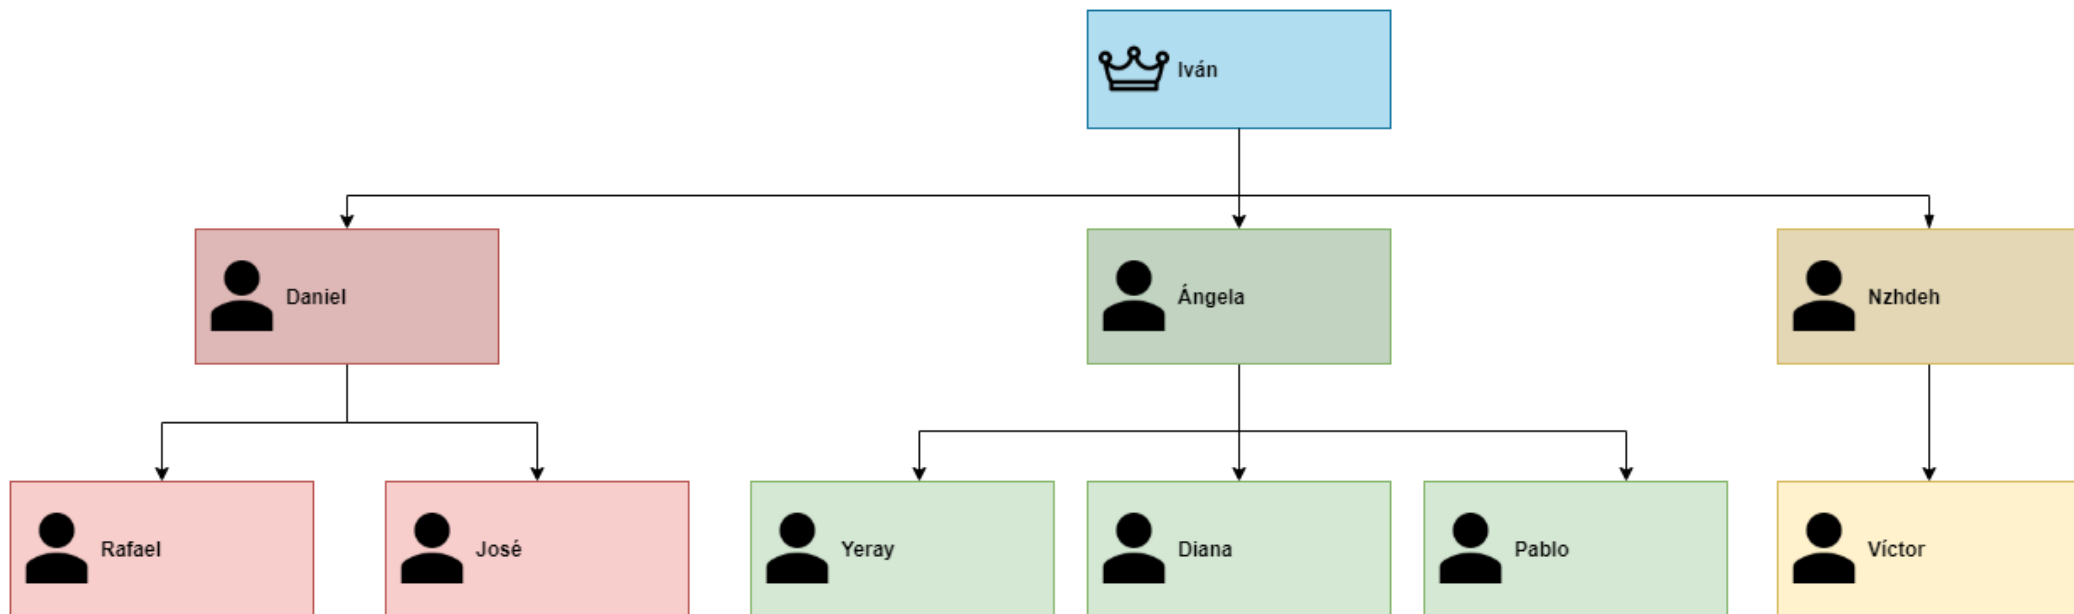 Iván
Daniel
Ángela
Nzhdeh
Rafael
José
Yeray
Diana
Pablo
Víctor